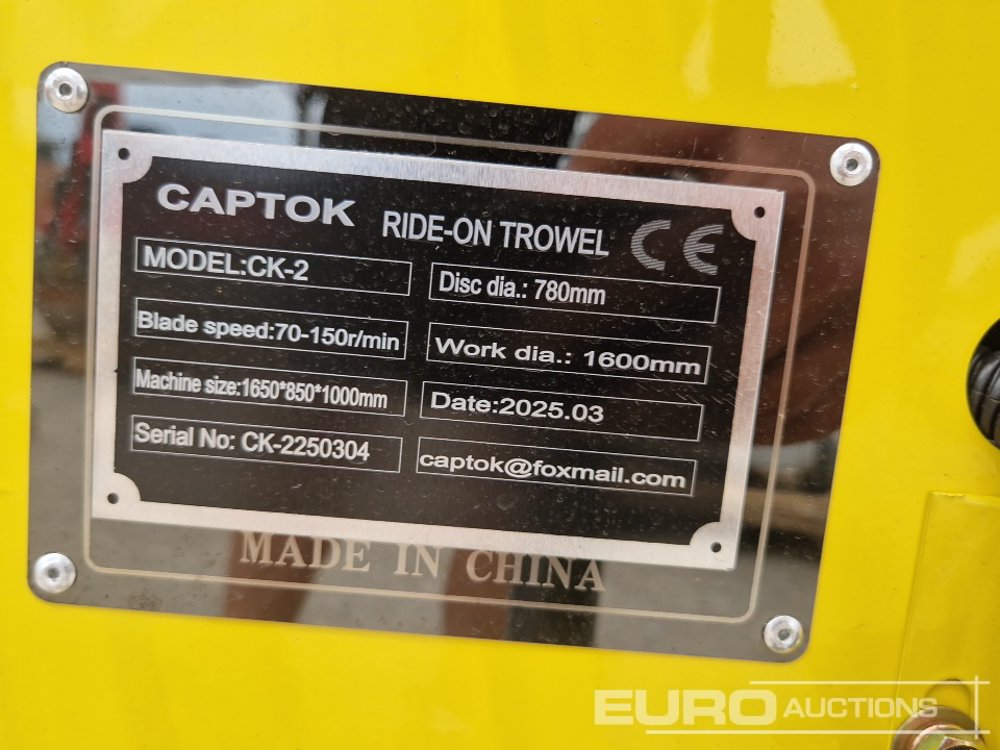 CAPTOK RIDE-ON TROWEL CE
MODEL:CK-2
Disc dia.: 780mm
Blade speed:70-150r/min
Work dia.: 1600mm
Machine size:1650*850*1000mm
Date:2025.03
Serial No: CK-2250304
captok@foxmail.com
MADE IN CHINA
EURO AUCTIONS